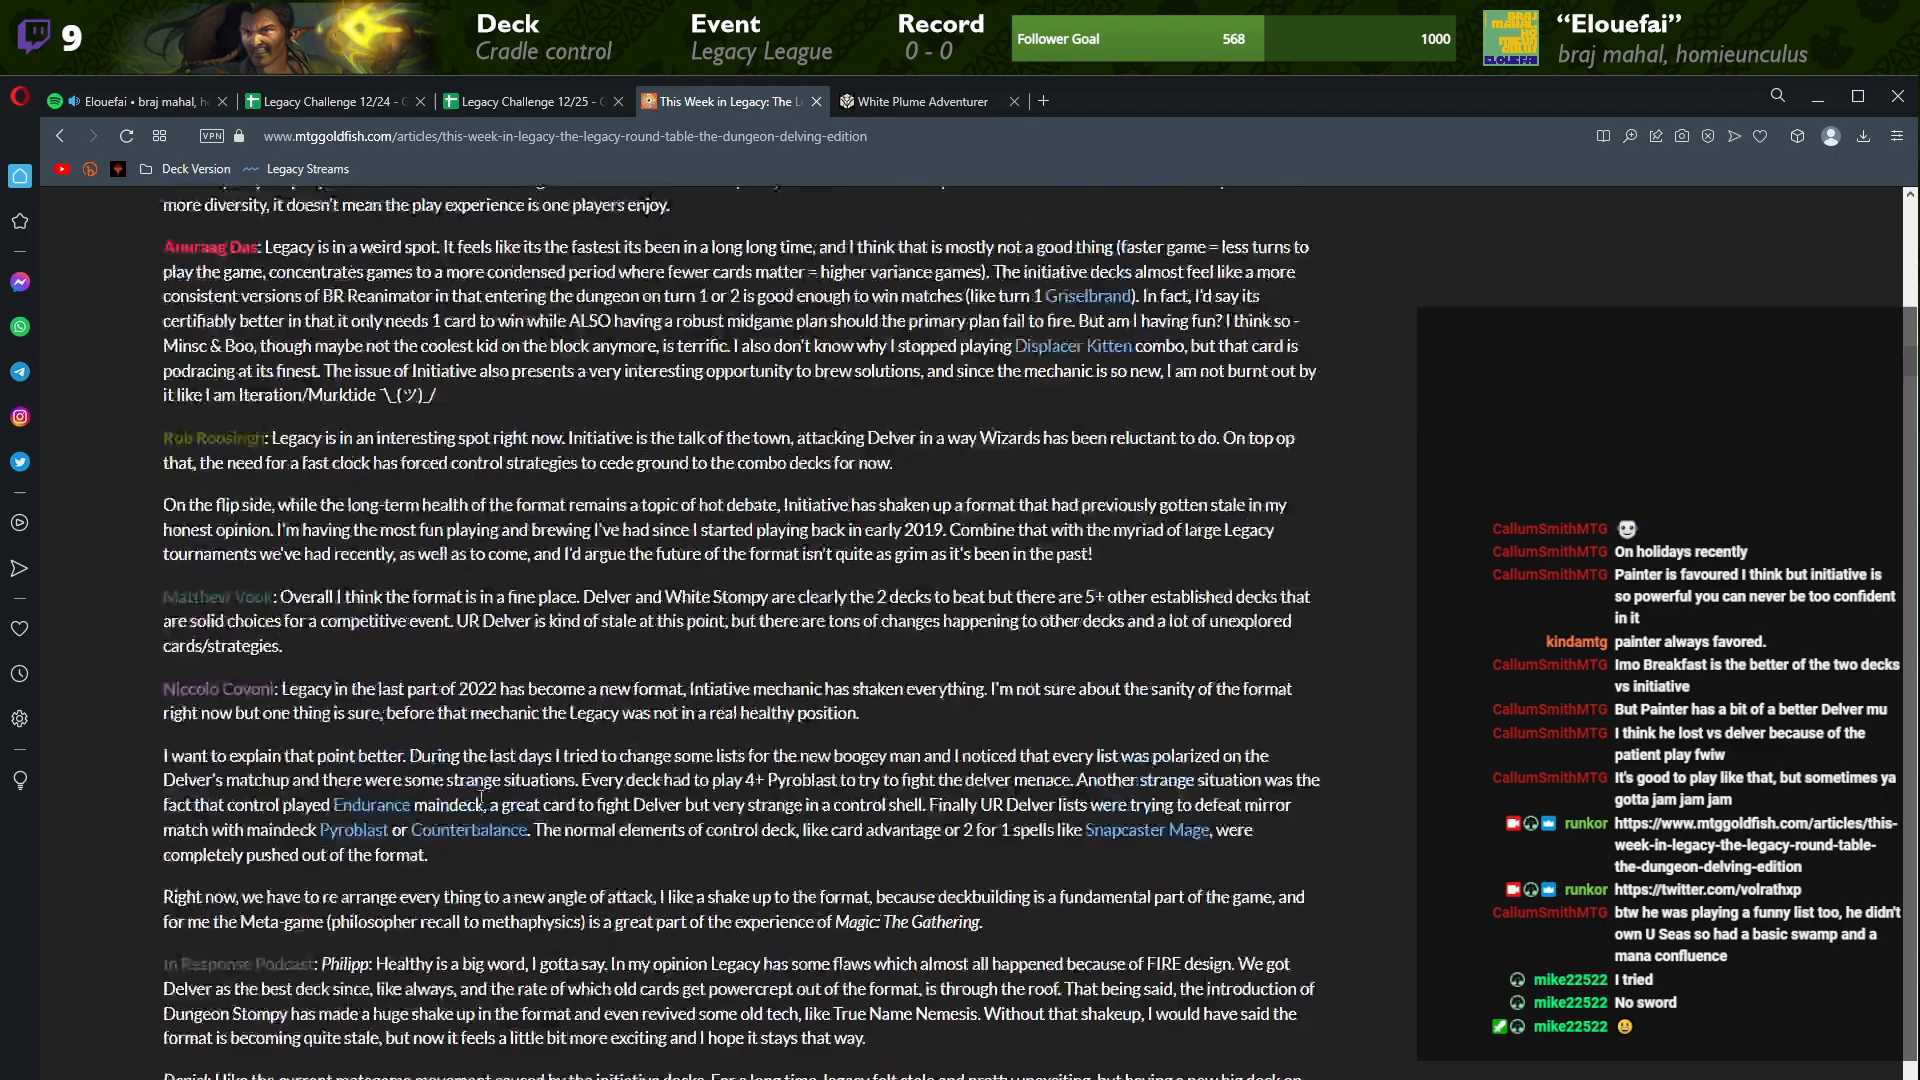 9
Deck
Cradle control
Event
Legacy League
Record
0 - 0
Follower Goal
568
1000
BRAJ MAHAL, HOMIEUNCULUS
ELOUEFAI
“Elouefai”
braj mahal, homieunculus
Elouefai • braj mahal, h
Legacy Challenge 12/24 - G
Legacy Challenge 12/25 - G
This Week in Legacy: The L
White Plume Adventurer
VPN
www.mtggoldfish.com/articles/this-week-in-legacy-the-legacy-round-table-the-dungeon-delving-edition
Deck Version
Legacy Streams
more diversity, it doesn't mean the play experience is one players enjoy.
Anuraag Das: Legacy is in a weird spot. It feels like its the fastest its been in a long long time, and I think that is mostly not a good thing (faster game = less turns to
play the game, concentrates games to a more condensed period where fewer cards matter = higher variance games). The initiative decks almost feel like a more
consistent versions of BR Reanimator in that entering the dungeon on turn 1 or 2 is good enough to win matches (like turn 1 Griselbrand). In fact, I'd say its
certifiably better in that it only needs 1 card to win while ALSO having a robust midgame plan should the primary plan fail to fire. But am I having fun? I think so -
Minsc & Boo, though maybe not the coolest kid on the block anymore, is terrific. I also don't know why I stopped playing Displacer Kitten combo, but that card is
podracing at its finest. The issue of Initiative also presents a very interesting opportunity to brew solutions, and since the mechanic is so new, I am not burnt out by
it like I am Iteration/Murktide ¯\_(ツ)_/
Rob Roosingh: Legacy is in an interesting spot right now. Initiative is the talk of the town, attacking Delver in a way Wizards has been reluctant to do. On top op
that, the need for a fast clock has forced control strategies to cede ground to the combo decks for now.
On the flip side, while the long-term health of the format remains a topic of hot debate, Initiative has shaken up a format that had previously gotten stale in my
honest opinion. I'm having the most fun playing and brewing I've had since I started playing back in early 2019. Combine that with the myriad of large Legacy
tournaments we've had recently, as well as to come, and I'd argue the future of the format isn't quite as grim as it's been in the past!
Matthew Vook: Overall I think the format is in a fine place. Delver and White Stompy are clearly the 2 decks to beat but there are 5+ other established decks that
are solid choices for a competitive event. UR Delver is kind of stale at this point, but there are tons of changes happening to other decks and a lot of unexplored
cards/strategies.
Niccolo Covoni: Legacy in the last part of 2022 has become a new format, Intiative mechanic has shaken everything. I'm not sure about the sanity of the format
right now but one thing is sure, before that mechanic the Legacy was not in a real healthy position.
I want to explain that point better. During the last days I tried to change some lists for the new boogey man and I noticed that every list was polarized on the
Delver's matchup and there were some strange situations. Every deck had to play 4+ Pyroblast to try to fight the delver menace. Another strange situation was the
fact that control played Endurance maindeck, a great card to fight Delver but very strange in a control shell. Finally UR Delver lists were trying to defeat mirror
match with maindeck Pyroblast or Counterbalance. The normal elements of control deck, like card advantage or 2 for 1 spells like Snapcaster Mage, were
completely pushed out of the format.
Right now, we have to re arrange every thing to a new angle of attack, I like a shake up to the format, because deckbuilding is a fundamental part of the game, and
for me the Meta-game (philosopher recall to methaphysics) is a great part of the experience of Magic: The Gathering.
In Response Podcast: Philipp: Healthy is a big word, I gotta say. In my opinion Legacy has some flaws which almost all happened because of FIRE design. We got
Delver as the best deck since, like always, and the rate of which old cards get powercrept out of the format, is through the roof. That being said, the introduction of
Dungeon Stompy has made a huge shake up in the format and even revived some old tech, like True Name Nemesis. Without that shakeup, I would have said the
format is becoming quite stale, but now it feels a little bit more exciting and I hope it stays that way.
CallumSmithMTG
CallumSmithMTG On holidays recently
CallumSmithMTG Painter is favoured I think but initiative is
so powerful you can never be too confident
in it
kindamtg painter always favored.
CallumSmithMTG Imo Breakfast is the better of the two decks
vs initiative
CallumSmithMTG But Painter has a bit of a better Delver mu
CallumSmithMTG I think he lost vs delver because of the
patient play fwiw
CallumSmithMTG It's good to play like that, but sometimes ya
gotta jam jam jam
runkor https://www.mtggoldfish.com/articles/this-
week-in-legacy-the-legacy-round-table-
the-dungeon-delving-edition
runkor https://twitter.com/volrathxp
CallumSmithMTG btw he was playing a funny list too, he didn't
own U Seas so had a basic swamp and a
mana confluence
mike22522 I tried
mike22522 No sword
mike22522 😃